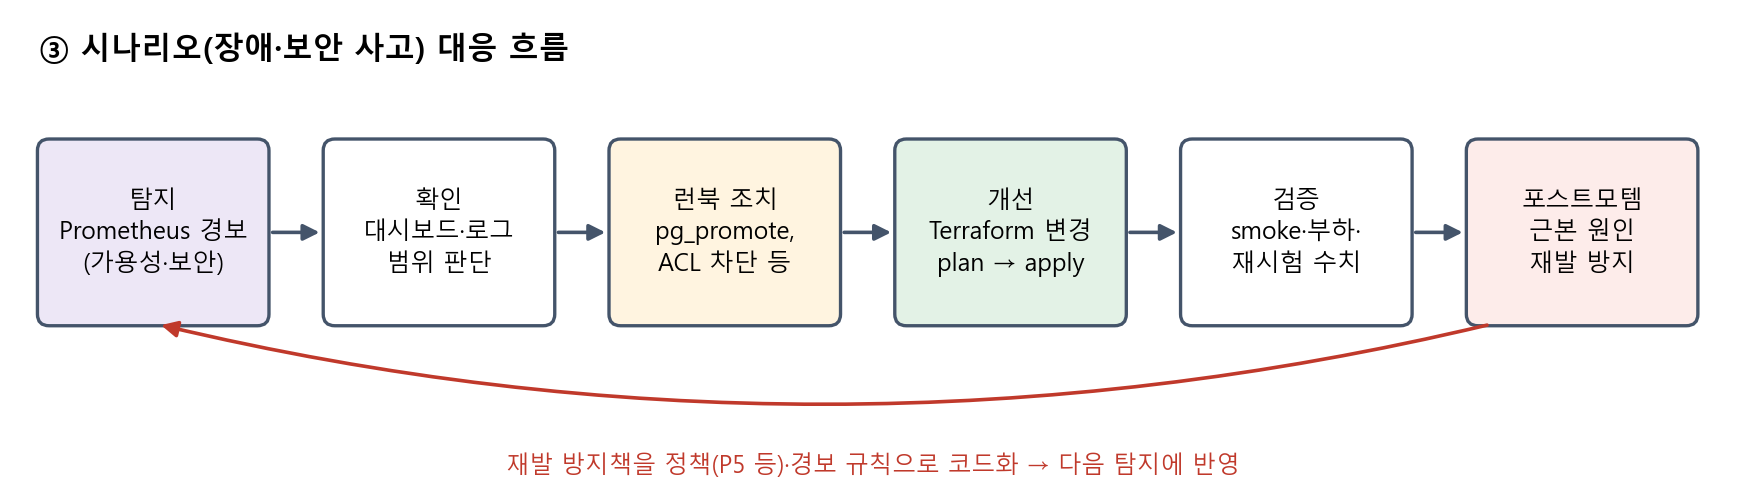 ③ 시나리오(장애·보안 사고) 대응 흐름
탐지
Prometheus 경보
(가용성·보안)
확인
대시보드·로그
범위 판단
런북 조치
pg_promote,
ACL 차단 등
개선
Terraform 변경
plan → apply
검증
smoke·부하·
재시험 수치
포스트모템
근본 원인
재발 방지
재발 방지책을 정책(P5 등)·경보 규칙으로 코드화 → 다음 탐지에 반영